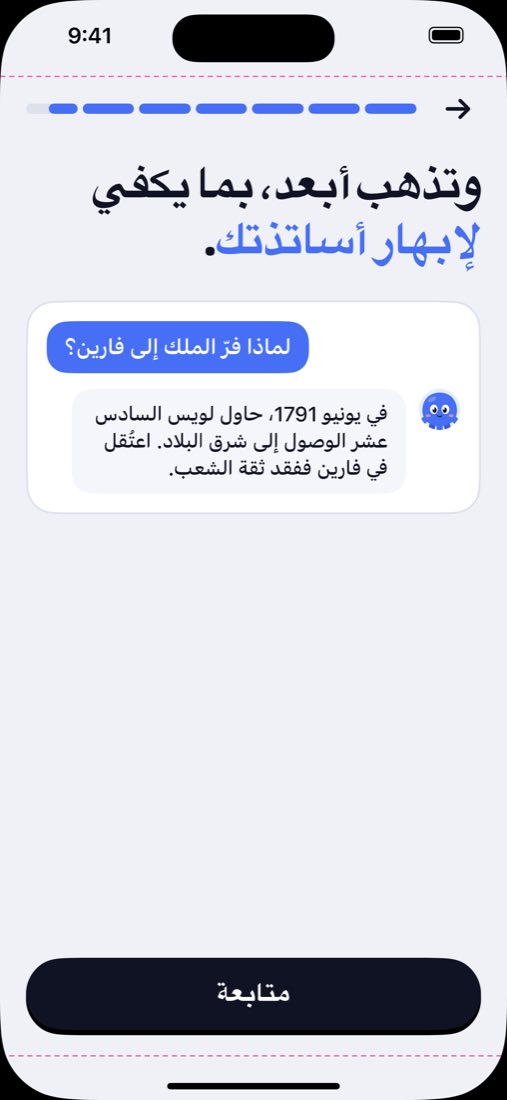 9:41
وتذهب أبعد، بما يكفي
لإبهار أساتذتك.
لماذا فرّ الملك إلى فارين؟
في يونيو 1791، حاول لويس السادس
عشر الوصول إلى شرق البلاد. اعتُقل
في فارين ففقد ثقة الشعب.
متابعة